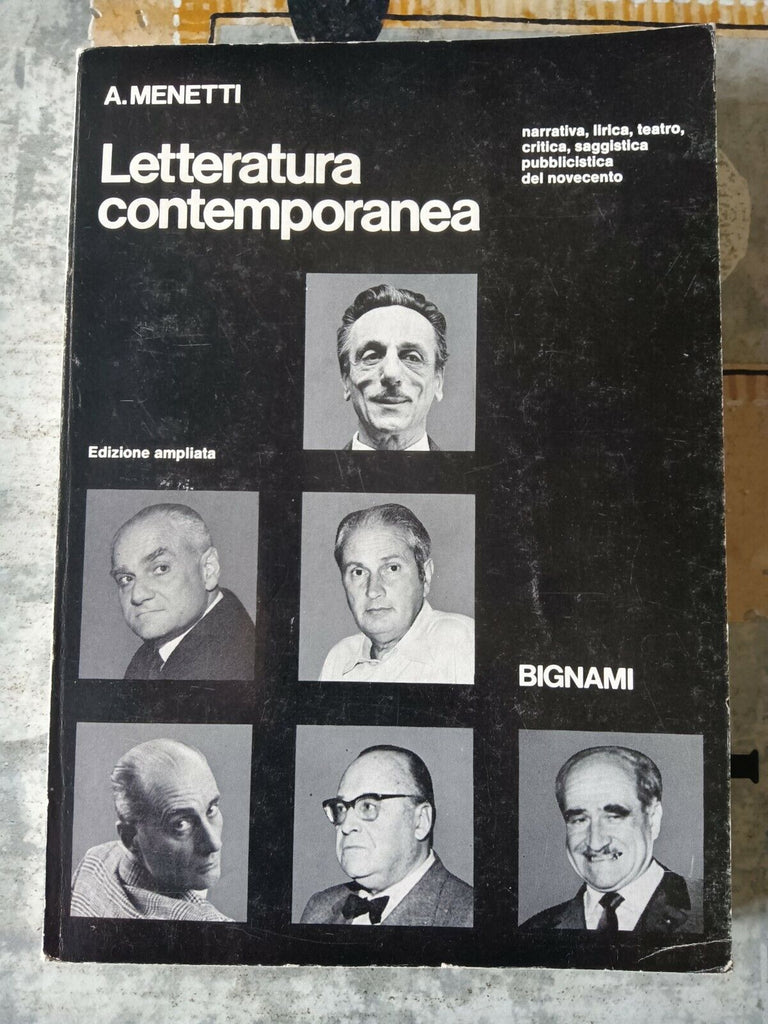 A. MENETTI
Letteratura
contemporanea
narrativa, lirica, teatro,
critica, saggistica
pubblicistica
del novecento
Edizione ampliata
BIGNAMI